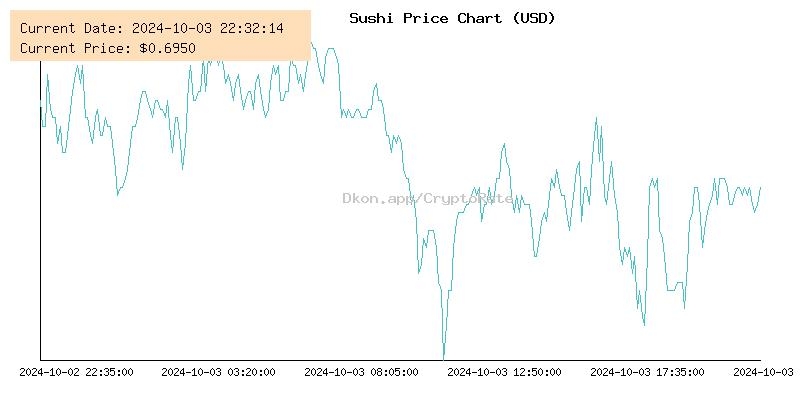 Sushi Price Chart (USD)
Current Date: 2024-10-03 22:32:14
Current Price: $0.6950
Dkon.app/CryptoRate
2024-10-02 22:35:00 2024-10-03 03:20:00 2024-10-03 08:05:00 2024-10-03 12:50:00 2024-10-03 17:35:00 2024-10-03